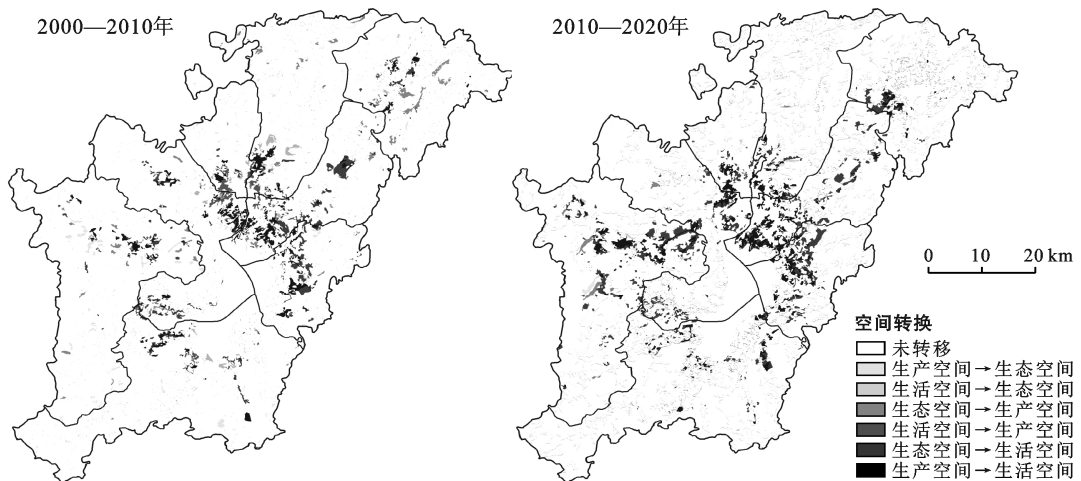 2000—2010年
2010—2020年
0 10 20 km
空间转换
未转移
生产空间→生态空间
生活空间→生态空间
生态空间→生产空间
生活空间→生产空间
生态空间→生活空间
生产空间→生活空间